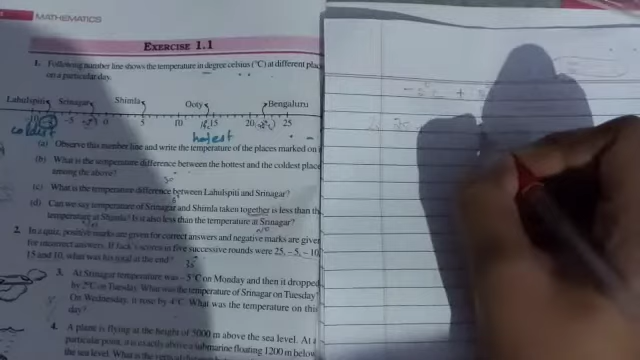 MATHEMATICS
EXERCISE 1.1
1. Following number line shows the temperature in degree celsius (°C) at different plac
on a particular day.
Lahulspiti Srinagar Shimla Ooty Bengaluru
–10 –5 0 5 10 15 20 25
coldest hotest
(a) Observe this number line and write the temperature of the places marked on
(b) What is the temperature difference between the hottest and the coldest place
among the above?
(c) What is the temperature difference between Lahulspiti and Srinagar?
(d) Can we say temperature of Srinagar and Shimla taken together is less than th
temperature at Shimla? Is it also less than the temperature at Srinagar?
2. In a quiz, positive marks are given for correct answers and negative marks are given
for incorrect answers. If Jack's scores in five successive rounds were 25, –5, –10,
15 and 10, what was his total at the end?
3. At Srinagar temperature was – 5°C on Monday and then it dropped
by 2°C on Tuesday. What was the temperature of Srinagar on Tuesday?
On Wednesday, it rose by 4°C. What was the temperature on this
day?
4. A plane is flying at the height of 5000 m above the sea level. At a
particular point, it is exactly above a submarine floating 1200 m below
the sea level. What is the